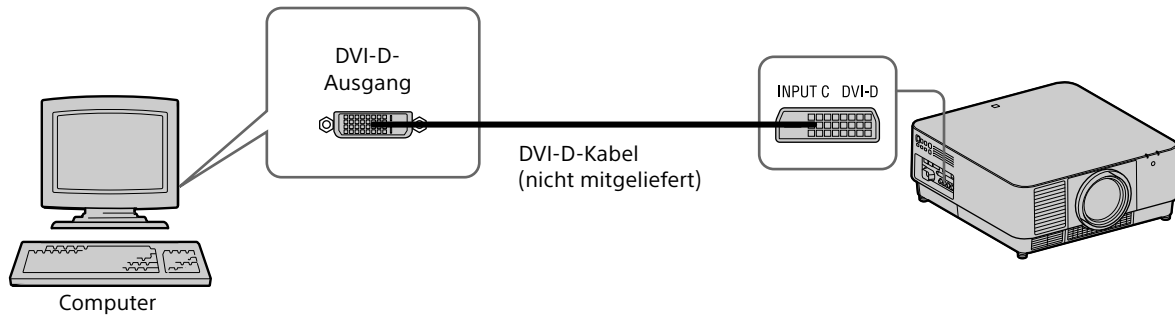 DVI-D-
Ausgang
INPUT C DVI-D
DVI-D-Kabel
(nicht mitgeliefert)
Computer